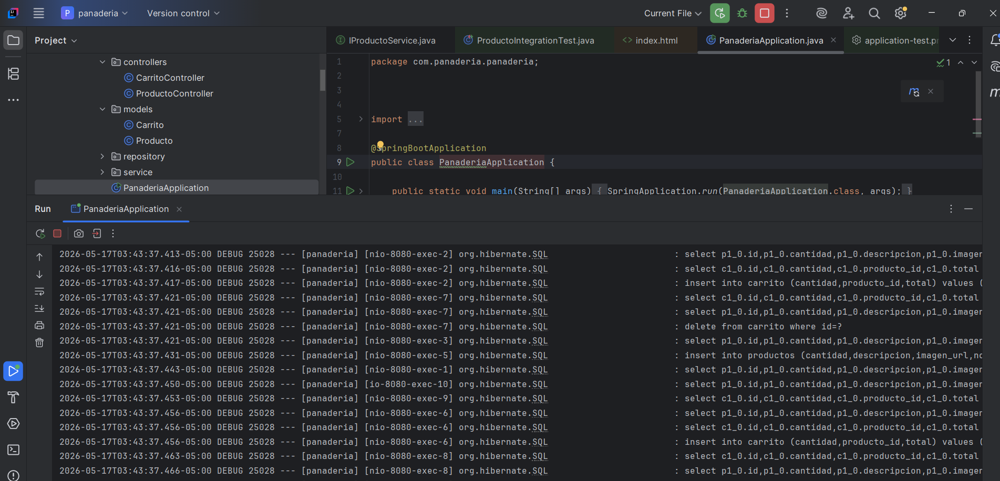 P panaderia Version control Current File
Project
IProductoService.java ProductoIntegrationTest.java index.html PanaderiaApplication.java application-test.pr
controllers
CarritoController
ProductoController
models
Carrito
Producto
repository
service
PanaderiaApplication
1 package com.panaderia.panaderia;
1
2
3
4
5 import ...
7
8 @SpringBootApplication
9 public class PanaderiaApplication {
10
11 public static void main(String[] args) { SpringApplication.run(PanaderiaApplication.class, args); }
Run PanaderiaApplication
2026-05-17T03:43:37.413-05:00 DEBUG 25028 --- [panaderia] [nio-8080-exec-2] org.hibernate.SQL : select p1_0.id,p1_0.cantidad,p1_0.descripcion,p1_0.imagen
2026-05-17T03:43:37.416-05:00 DEBUG 25028 --- [panaderia] [nio-8080-exec-2] org.hibernate.SQL : select c1_0.id,c1_0.cantidad,c1_0.producto_id,c1_0.total
2026-05-17T03:43:37.417-05:00 DEBUG 25028 --- [panaderia] [nio-8080-exec-2] org.hibernate.SQL : insert into carrito (cantidad,producto_id,total) values (
2026-05-17T03:43:37.421-05:00 DEBUG 25028 --- [panaderia] [nio-8080-exec-7] org.hibernate.SQL : select c1_0.id,c1_0.cantidad,c1_0.producto_id,c1_0.total
2026-05-17T03:43:37.421-05:00 DEBUG 25028 --- [panaderia] [nio-8080-exec-7] org.hibernate.SQL : select p1_0.id,p1_0.cantidad,p1_0.descripcion,p1_0.imagen
2026-05-17T03:43:37.421-05:00 DEBUG 25028 --- [panaderia] [nio-8080-exec-7] org.hibernate.SQL : delete from carrito where id=?
2026-05-17T03:43:37.421-05:00 DEBUG 25028 --- [panaderia] [nio-8080-exec-3] org.hibernate.SQL : select p1_0.id,p1_0.cantidad,p1_0.descripcion,p1_0.imagen
2026-05-17T03:43:37.431-05:00 DEBUG 25028 --- [panaderia] [nio-8080-exec-5] org.hibernate.SQL : insert into productos (cantidad,descripcion,imagen_url,no
2026-05-17T03:43:37.443-05:00 DEBUG 25028 --- [panaderia] [nio-8080-exec-1] org.hibernate.SQL : select p1_0.id,p1_0.cantidad,p1_0.descripcion,p1_0.imagen
2026-05-17T03:43:37.450-05:00 DEBUG 25028 --- [panaderia] [io-8080-exec-10] org.hibernate.SQL : select p1_0.id,p1_0.cantidad,p1_0.descripcion,p1_0.imagen
2026-05-17T03:43:37.453-05:00 DEBUG 25028 --- [panaderia] [nio-8080-exec-9] org.hibernate.SQL : select c1_0.id,c1_0.cantidad,c1_0.producto_id,c1_0.total
2026-05-17T03:43:37.456-05:00 DEBUG 25028 --- [panaderia] [nio-8080-exec-6] org.hibernate.SQL : select p1_0.id,p1_0.cantidad,p1_0.descripcion,p1_0.imagen
2026-05-17T03:43:37.456-05:00 DEBUG 25028 --- [panaderia] [nio-8080-exec-6] org.hibernate.SQL : select c1_0.id,c1_0.cantidad,c1_0.producto_id,c1_0.total
2026-05-17T03:43:37.456-05:00 DEBUG 25028 --- [panaderia] [nio-8080-exec-6] org.hibernate.SQL : insert into carrito (cantidad,producto_id,total) values (
2026-05-17T03:43:37.463-05:00 DEBUG 25028 --- [panaderia] [nio-8080-exec-8] org.hibernate.SQL : select c1_0.id,c1_0.cantidad,c1_0.producto_id,c1_0.total
2026-05-17T03:43:37.466-05:00 DEBUG 25028 --- [panaderia] [nio-8080-exec-8] org.hibernate.SQL : select p1_0.id,p1_0.cantidad,p1_0.descripcion,p1_0.imagen